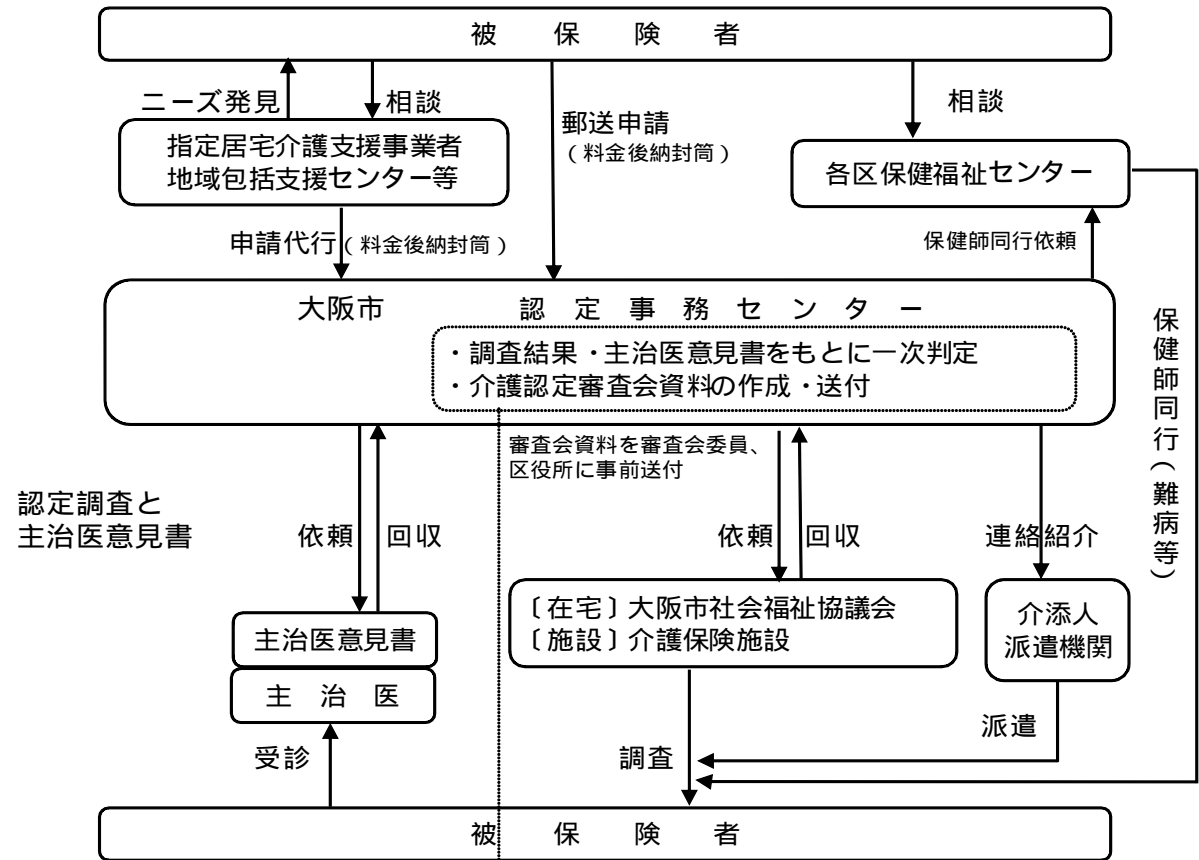 被 保 険 者
ニーズ発見
相談
郵送申請
（料金後納封筒）
相談
指定居宅介護支援事業者
地域包括支援センター等
各区保健福祉センター
申請代行（料金後納封筒）
保健師同行依頼
大阪市 認 定 事 務 セ ン タ ー
・調査結果・主治医意見書をもとに一次判定
・介護認定審査会資料の作成・送付
保健師同行（難病等）
審査会資料を審査会委員、
区役所に事前送付
認定調査と
主治医意見書
依頼
回収
依頼
回収
連絡紹介
主治医意見書
主 治 医
〔在宅〕大阪市社会福祉協議会
〔施設〕介護保険施設
介添人
派遣機関
受診
調査
派遣
被 保 険 者